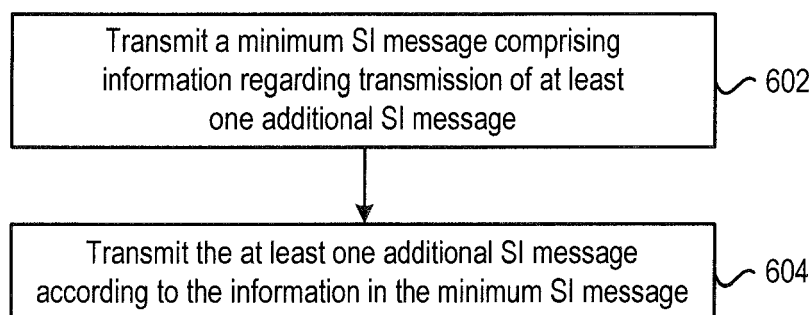 Transmit a minimum SI message comprising
information regarding transmission of at least
one additional SI message
602
Transmit the at least one additional SI message
according to the information in the minimum SI message
604